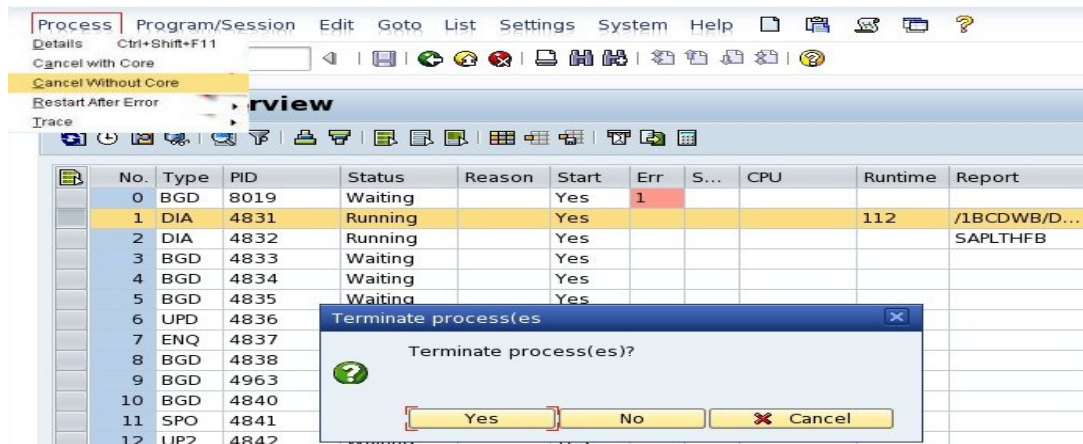 Process Program/Session Edit Goto List Settings System Help
Details Ctrl+Shift+F11
Cancel with Core
Cancel Without Core
Restart After Error
Trace
rview
No. Type PID Status Reason Start Err S... CPU Runtime Report
0 BGD 8019 Waiting Yes 1
1 DIA 4831 Running Yes 112 /1BCDWB/D...
2 DIA 4832 Running Yes SAPLTHFB
3 BGD 4833 Waiting Yes
4 BGD 4834 Waiting Yes
5 BGD 4835 Waiting Yes
6 UPD 4836
7 ENQ 4837
8 BGD 4838
9 BGD 4963
10 BGD 4840
11 SPO 4841
12 UP2 4842
Terminate process(es
Terminate process(es)?
Yes No Cancel